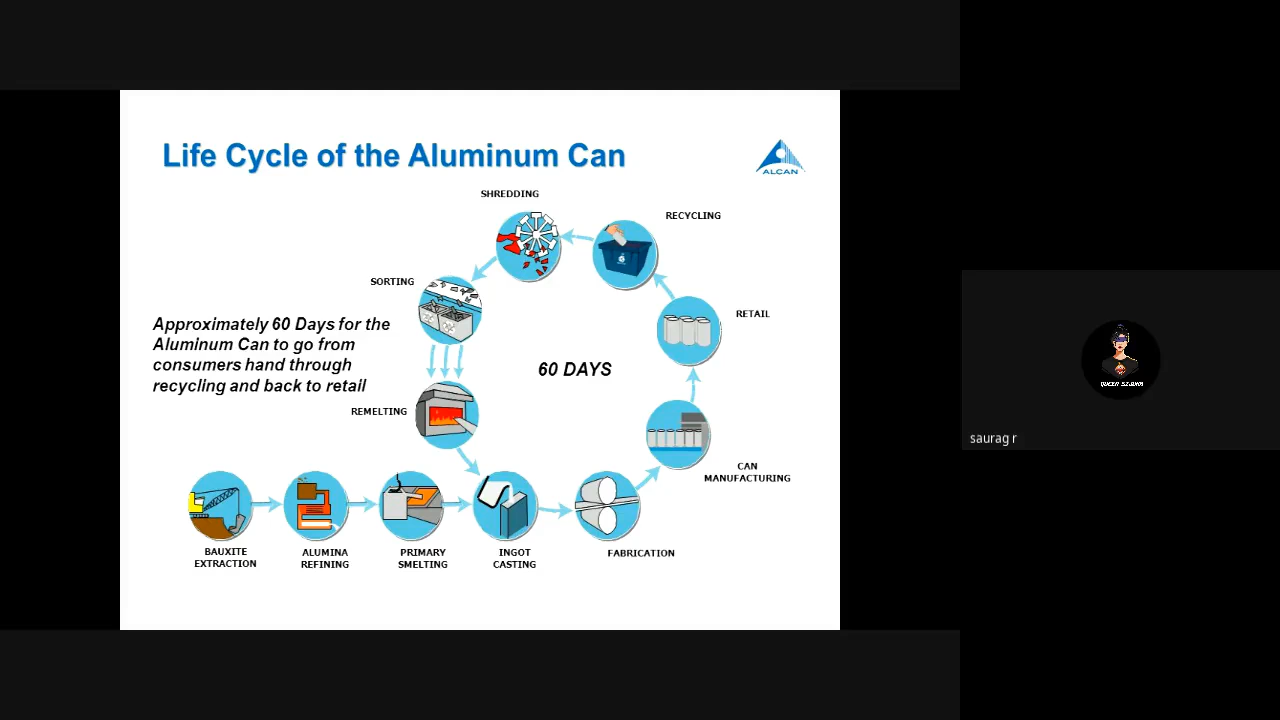 Life Cycle of the Aluminum Can
ALCAN
SHREDDING
RECYCLING
SORTING
RETAIL
Approximately 60 Days for the
Aluminum Can to go from
consumers hand through
recycling and back to retail
60 DAYS
REMELTING
CAN
MANUFACTURING
BAUXITE
EXTRACTION
ALUMINA
REFINING
PRIMARY
SMELTING
INGOT
CASTING
FABRICATION
saurag r